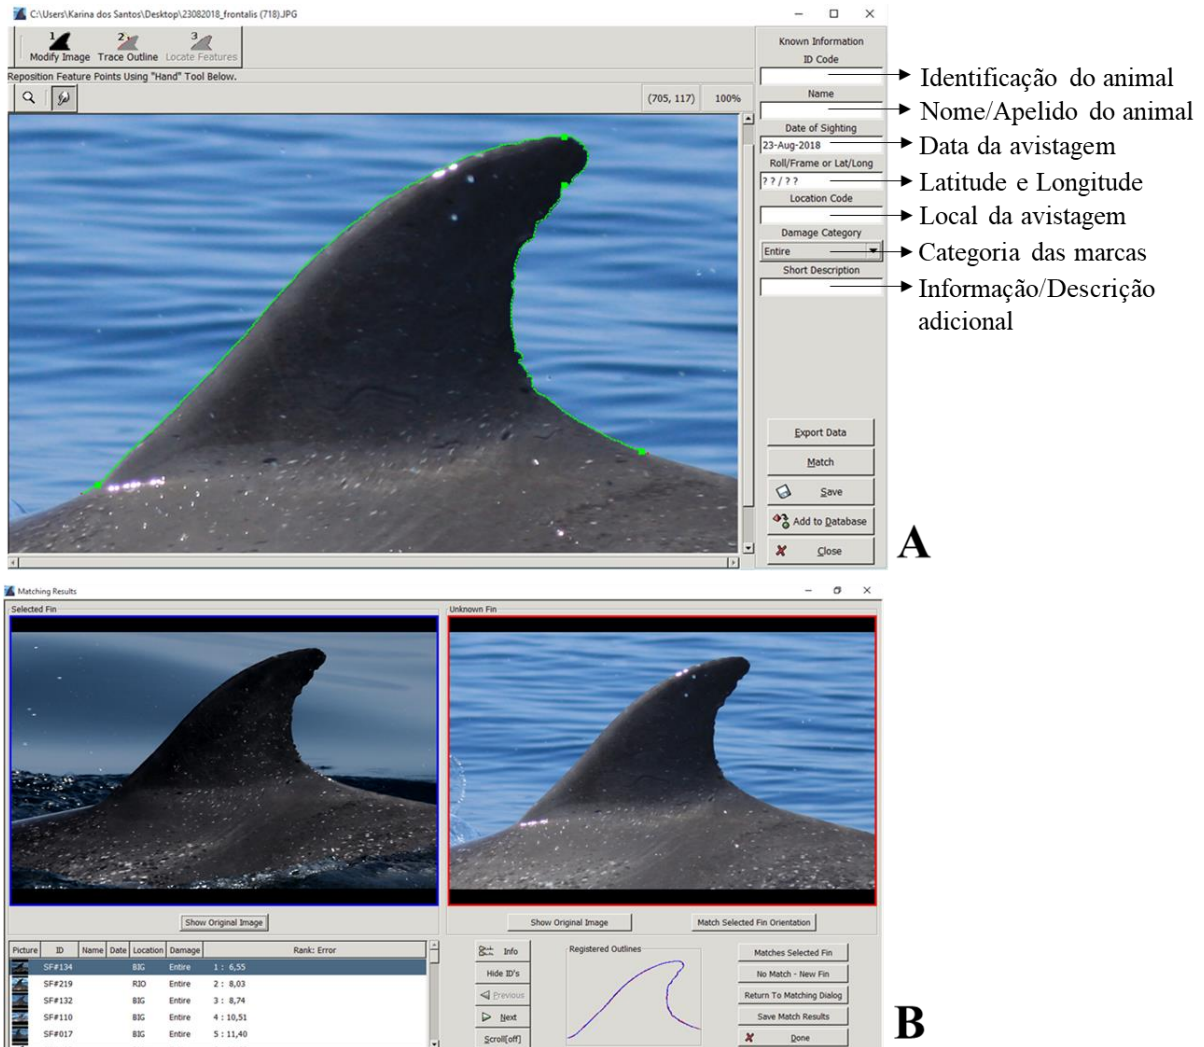 C:\Users\Karina dos Santos\Desktop\23082018_frontalis (718).JPG
1 2 3
Modify Image Trace Outline Locate Features
Reposition Feature Points Using "Hand" Tool Below.
(705, 117) 100%
Known Information
ID Code
Identificação do animal
Name
Nome/Apelido do animal
Date of Sighting
23-Aug-2018
Data da avistagem
Roll/Frame or Lat/Long
? ? / ? ?
Latitude e Longitude
Location Code
Local da avistagem
Damage Category
Entire
Categoria das marcas
Short Description
Informação/Descrição
adicional
Export Data
Match
Save
Add to Database
Close
A
Matching Results
Selected Fin Unknown Fin
Show Original Image Show Original Image Match Selected Fin Orientation
Picture ID Name Date Location Damage Rank: Error
SF#134 BIG Entire 1 : 6,55
SF#219 RIO Entire 2 : 8,03
SF#132 BIG Entire 3 : 8,74
SF#110 BIG Entire 4 : 10,51
SF#017 BIG Entire 5 : 11,40
Info
Hide ID's
Previous
Next
Scroll[off]
Registered Outlines
Matches Selected Fin
No Match - New Fin
Return To Matching Dialog
Save Match Results
Done
B